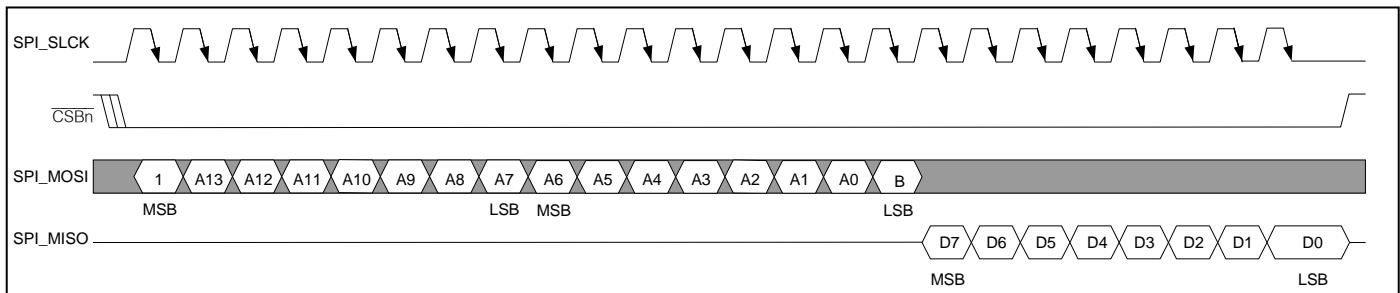 SPI_SLCK
CSBn
SPI_MOSI 1 A13 A12 A11 A10 A9 A8 A7 A6 A5 A4 A3 A2 A1 A0 B
MSB LSB MSB LSB
SPI_MISO D7 D6 D5 D4 D3 D2 D1 D0
MSB LSB